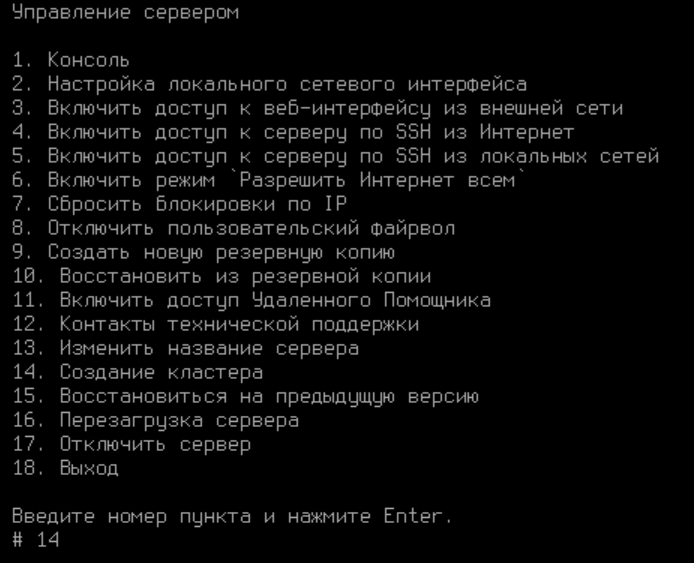 Управление сервером
1. Консоль
2. Настройка локального сетевого интерфейса
3. Включить доступ к веб-интерфейсу из внешней сети
4. Включить доступ к серверу по SSH из Интернет
5. Включить доступ к серверу по SSH из локальных сетей
6. Включить режим `Разрешить Интернет всем`
7. Сбросить блокировки по IP
8. Отключить пользовательский файрвол
9. Создать новую резервную копию
10. Восстановить из резервной копии
11. Включить доступ Удаленного Помощника
12. Контакты технической поддержки
13. Изменить название сервера
14. Создание кластера
15. Восстановиться на предыдущую версию
16. Перезагрузка сервера
17. Отключить сервер
18. Выход
Введите номер пункта и нажмите Enter.
# 14